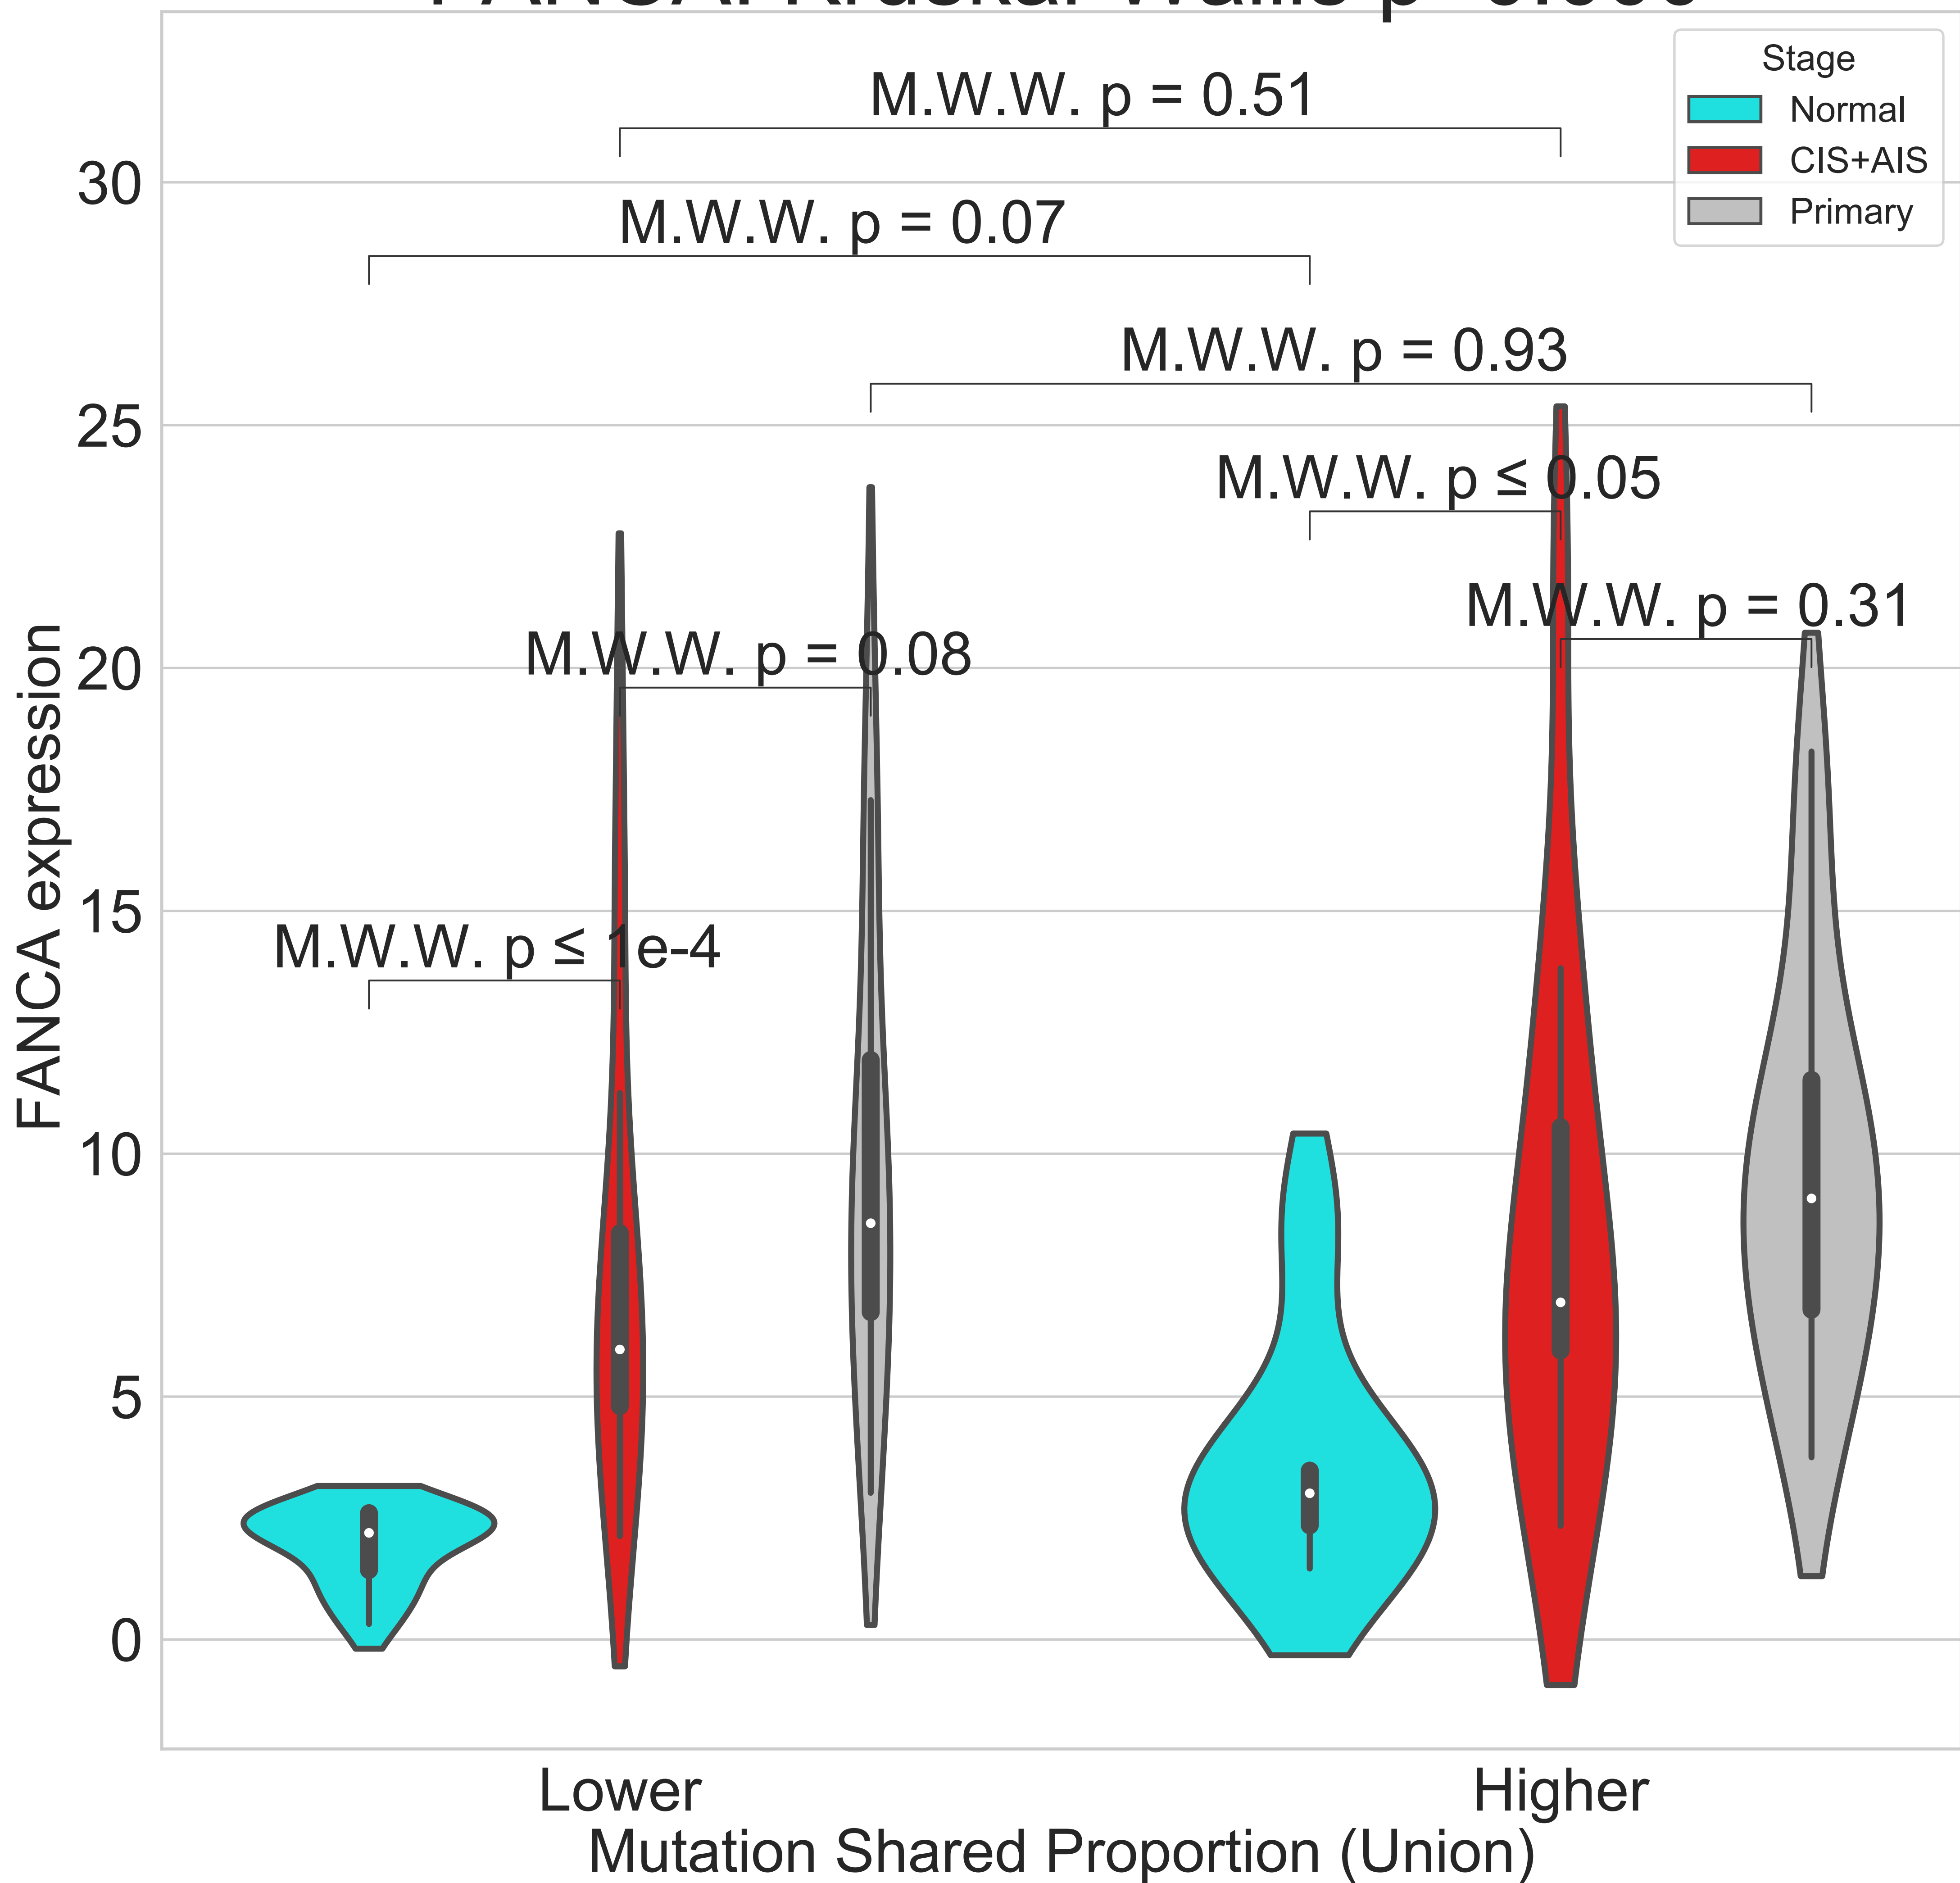 Stage
Normal
CIS+AIS
Primary
M.W.W. p = 0.51
M.W.W. p = 0.07
M.W.W. p = 0.93
M.W.W. p ≤ 0.05
M.W.W. p = 0.31
M.W.W. p = 0.08
M.W.W. p ≤ 1e-4
30
25
20
15
10
5
0
FANCA expression
Lower
Higher
Mutation Shared Proportion (Union)